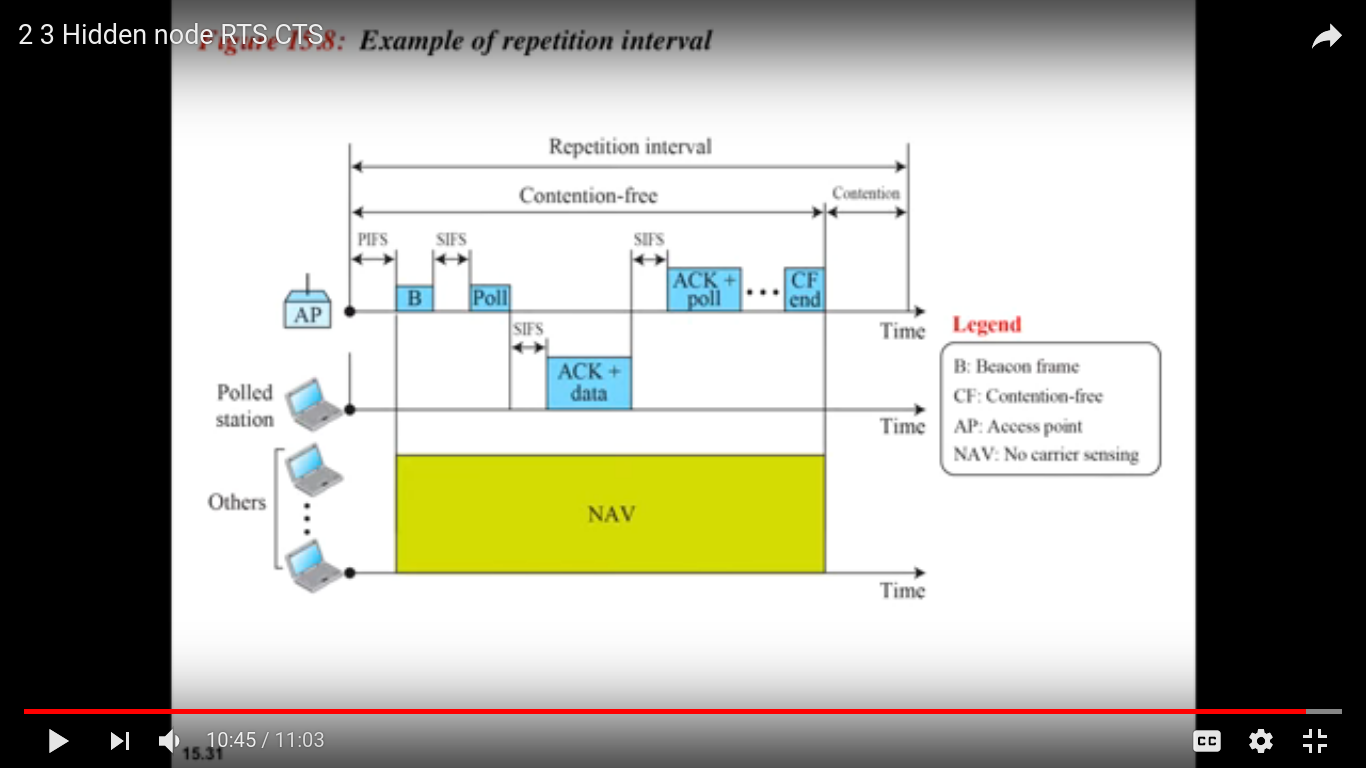 2 3 Hidden node RTS CTS
Figure 15.8: Example of repetition interval
Repetition interval
Contention-free
Contention
PIFS
SIFS
SIFS
B
Poll
ACK +
poll
CF
end
AP
Time
SIFS
ACK +
data
Polled
station
Time
Others
NAV
Time
Legend
B: Beacon frame
CF: Contention-free
AP: Access point
NAV: No carrier sensing
10:45 / 11:03
CC
15.31